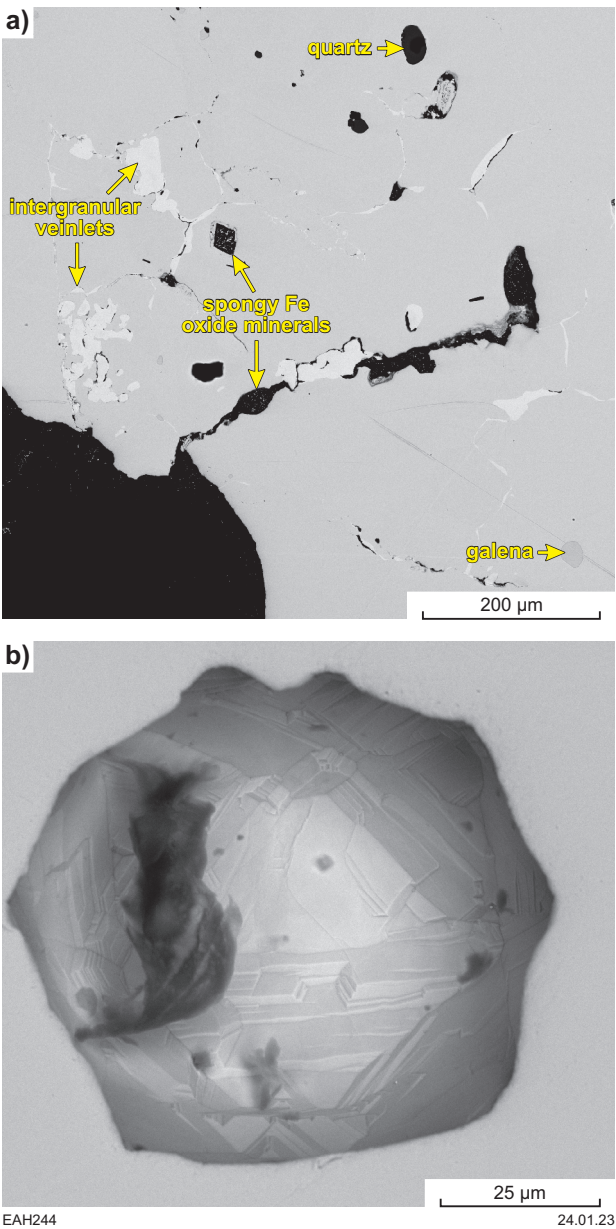 a)
quartz
intergranular
veinlets
spongy Fe
oxide minerals
galena
200 µm
b)
25 µm
EAH244
24.01.23